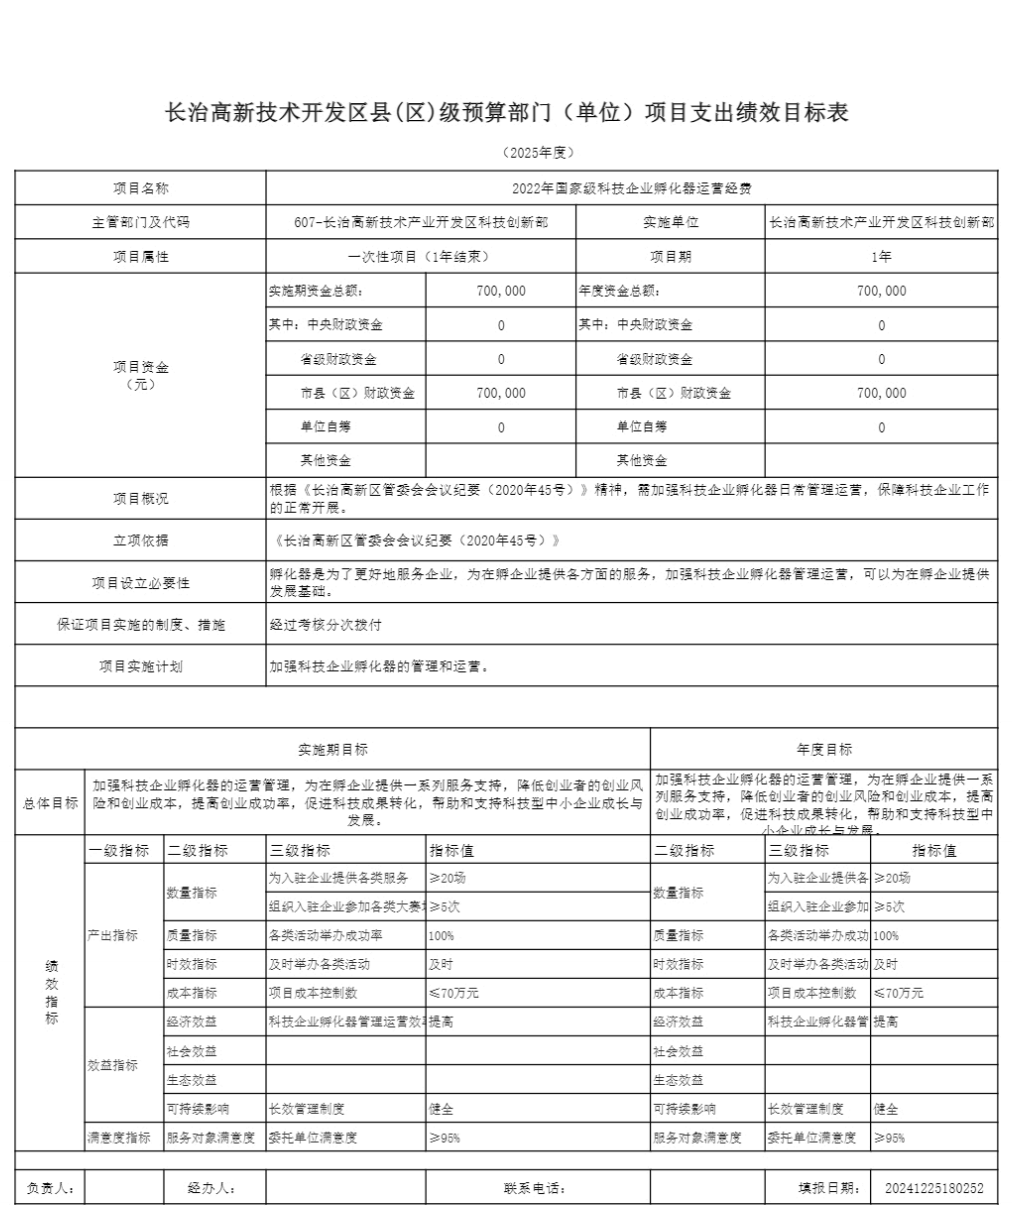 长治高新技术开发区县(区)级预算部门（单位）项目支出绩效目标表
（2025年度）
项目名称 2022年国家级科技企业孵化器运营经费
主管部门及代码 607-长治高新技术产业开发区科技创新部 实施单位 长治高新技术产业开发区科技创新部
项目属性 一次性项目（1年结束） 项目期 1年
项目资金
（元）
实施期资金总额: 700,000 年度资金总额: 700,000
其中: 中央财政资金 0 其中: 中央财政资金 0
省级财政资金 0 省级财政资金 0
市县（区）财政资金 700,000 市县（区）财政资金 700,000
单位自筹 0 单位自筹 0
其他资金 其他资金
项目概况 根据《长治高新区管委会会议纪要（2020年45号）》精神，需加强科技企业孵化器日常管理运营，保障科技企业工作
的正常开展。
立项依据 《长治高新区管委会会议纪要（2020年45号）》
项目设立必要性 孵化器是为了更好地服务企业，为在孵企业提供各方面的服务，加强科技企业孵化器管理运营，可以为在孵企业提供
发展基础。
保证项目实施的制度、措施 经过考核分次拨付
项目实施计划 加强科技企业孵化器的管理和运营。
实施期目标 年度目标
总体目标
加强科技企业孵化器的运营管理，为在孵企业提供一系列服务支持，降低创业者的创业风
险和创业成本，提高创业成功率，促进科技成果转化，帮助和支持科技型中小企业成长与
发展。
加强科技企业孵化器的运营管理，为在孵企业提供一系
列服务支持，降低创业者的创业风险和创业成本，提高
创业成功率，促进科技成果转化，帮助和支持科技型中
小企业成长与发展。
绩效指标
一级指标 二级指标 三级指标 指标值 二级指标 三级指标 指标值
产出指标 数量指标 为入驻企业提供各类服务 ≥20场 数量指标 为入驻企业提供各 ≥20场
组织入驻企业参加各类大赛 ≥5次 组织入驻企业参加 ≥5次
质量指标 各类活动举办成功率 100% 质量指标 各类活动举办成功 100%
时效指标 及时举办各类活动 及时 时效指标 及时举办各类活动 及时
成本指标 项目成本控制数 ≤70万元 成本指标 项目成本控制数 ≤70万元
效益指标 经济效益 科技企业孵化器管理运营效 提高 经济效益 科技企业孵化器管 提高
社会效益 社会效益
生态效益 生态效益
可持续影响 长效管理制度 健全 可持续影响 长效管理制度 健全
满意度指标 服务对象满意度 委托单位满意度 ≥95% 服务对象满意度 委托单位满意度 ≥95%
负责人: 经办人: 联系电话: 填报日期: 20241225180252